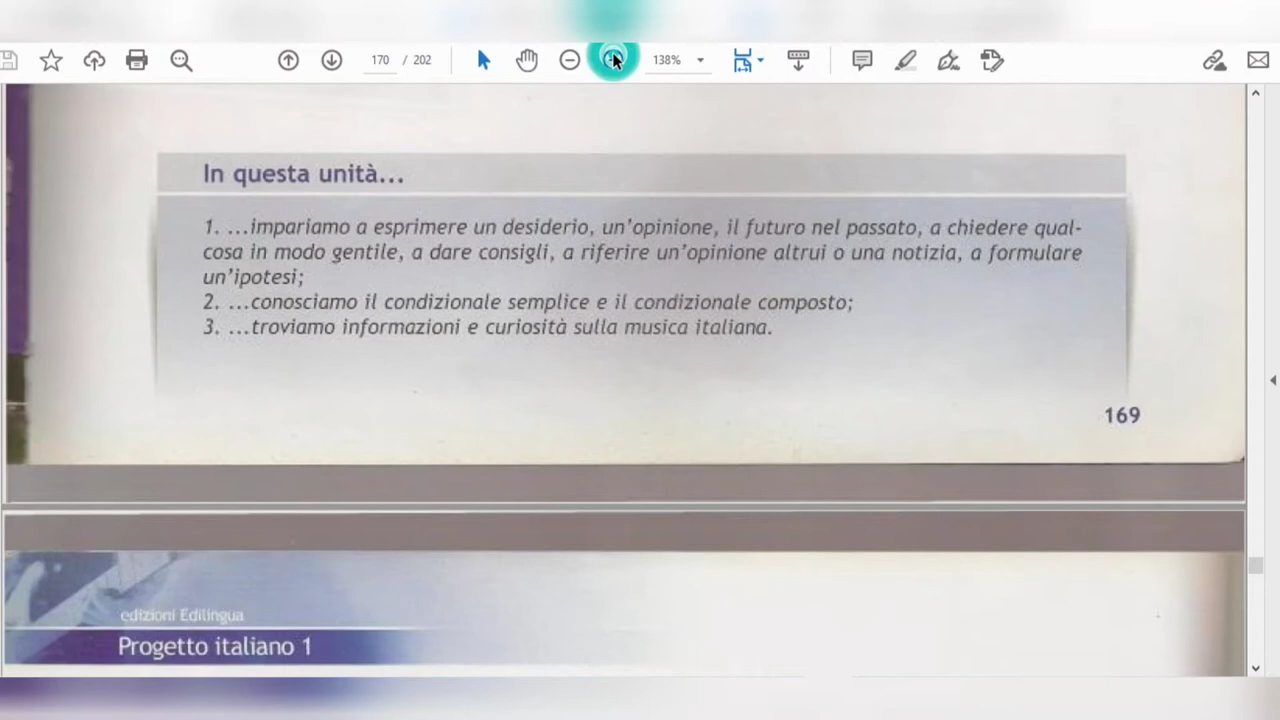 170 / 202
138%
In questa unità...
1. ...impariamo a esprimere un desiderio, un'opinione, il futuro nel passato, a chiedere qual-
cosa in modo gentile, a dare consigli, a riferire un'opinione altrui o una notizia, a formulare
un'ipotesi;
2. ...conosciamo il condizionale semplice e il condizionale composto;
3. ...troviamo informazioni e curiosità sulla musica italiana.
169
edizioni Edilingua
Progetto italiano 1